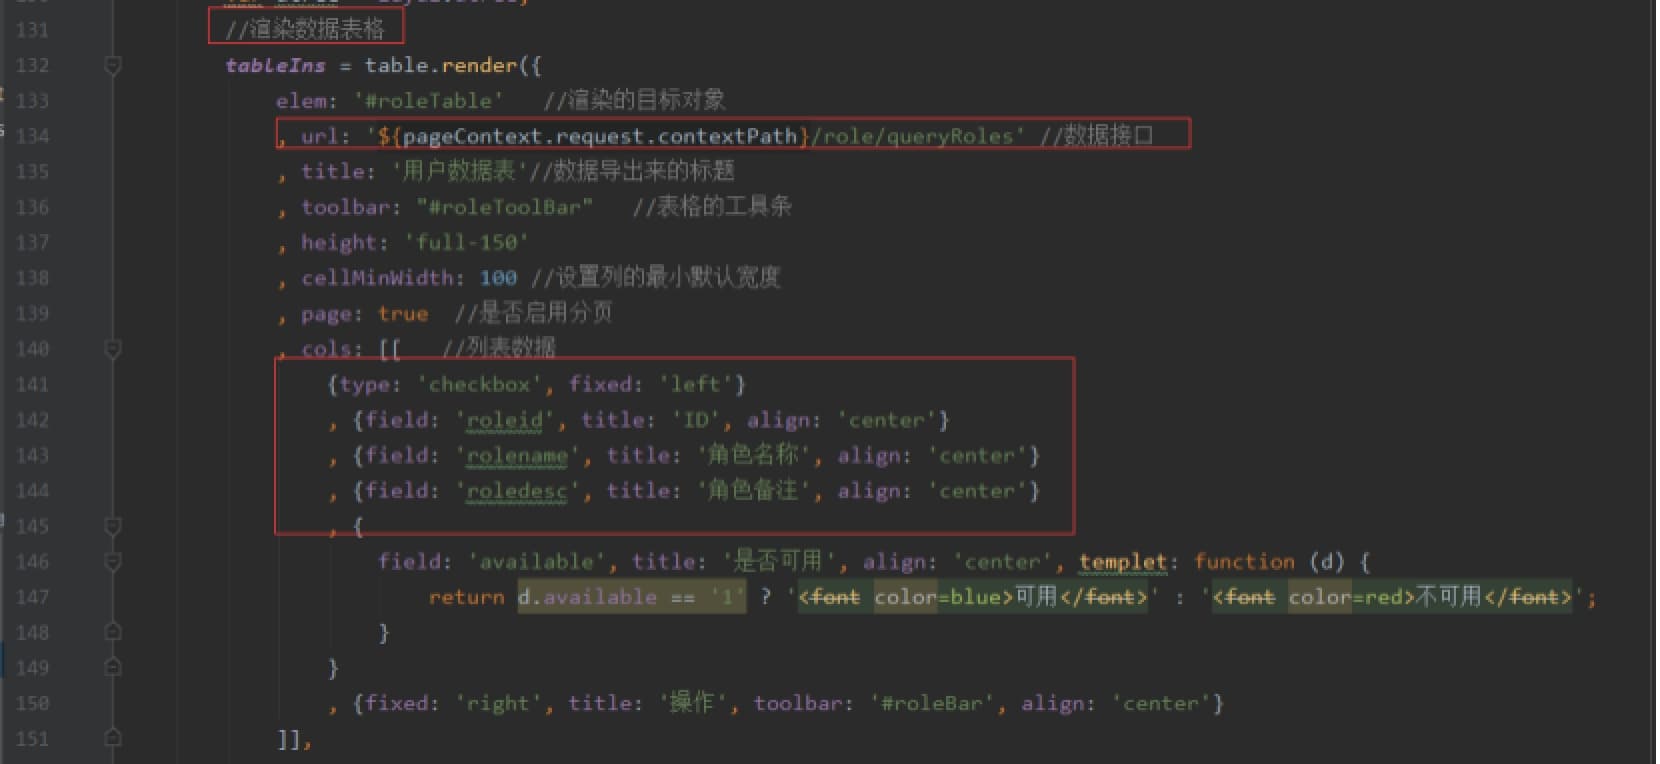 131 //渲染数据表格
132 tableIns = table.render({
133 elem: '#roleTable' //渲染的目标对象
134 , url: '${pageContext.request.contextPath}/role/queryRoles' //数据接口
135 , title: '用户数据表'//数据导出来的标题
136 , toolbar: "#roleToolBar" //表格的工具条
137 , height: 'full-150'
138 , cellMinWidth: 100 //设置列的最小默认宽度
139 , page: true //是否启用分页
140 , cols: [[ //列表数据
141 {type: 'checkbox', fixed: 'left'}
142 , {field: 'roleid', title: 'ID', align: 'center'}
143 , {field: 'rolename', title: '角色名称', align: 'center'}
144 , {field: 'roledesc', title: '角色备注', align: 'center'}
145 , {
146 field: 'available', title: '是否可用', align: 'center', templet: function (d) {
147 return d.available == '1' ? '<font color=blue>可用</font>' : '<font color=red>不可用</font>';
148 }
149 }
150 , {fixed: 'right', title: '操作', toolbar: '#roleBar', align: 'center'}
151 ]],